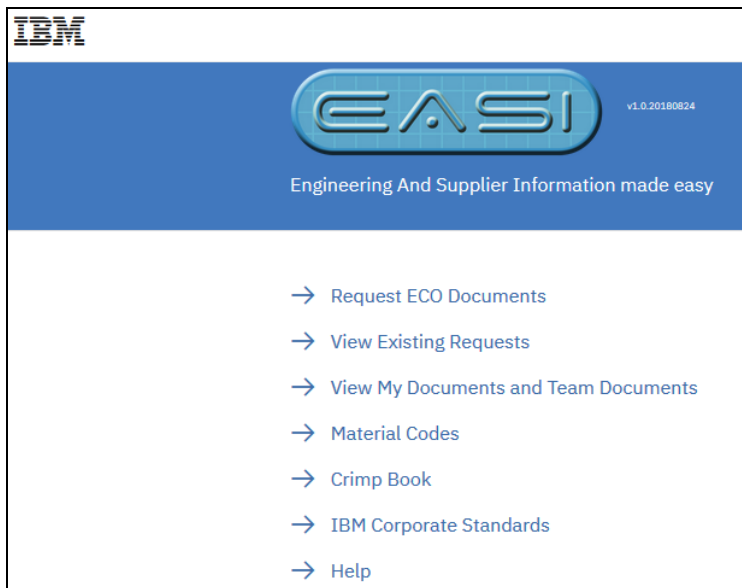 IBM
EASI
v1.0.20180824
Engineering And Supplier Information made easy
→ Request ECO Documents
→ View Existing Requests
→ View My Documents and Team Documents
→ Material Codes
→ Crimp Book
→ IBM Corporate Standards
→ Help